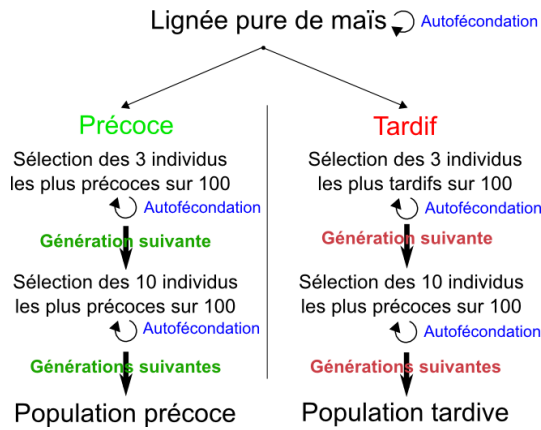 Lignée pure de maïs Autofécondation
Précoce
Sélection des 3 individus
les plus précoces sur 100
Autofécondation
Génération suivante
Sélection des 10 individus
les plus précoces sur 100
Autofécondation
Générations suivantes
Population précoce
Tardif
Sélection des 3 individus
les plus tardifs sur 100
Autofécondation
Génération suivante
Sélection des 10 individus
les plus précoces sur 100
Autofécondation
Générations suivantes
Population tardive